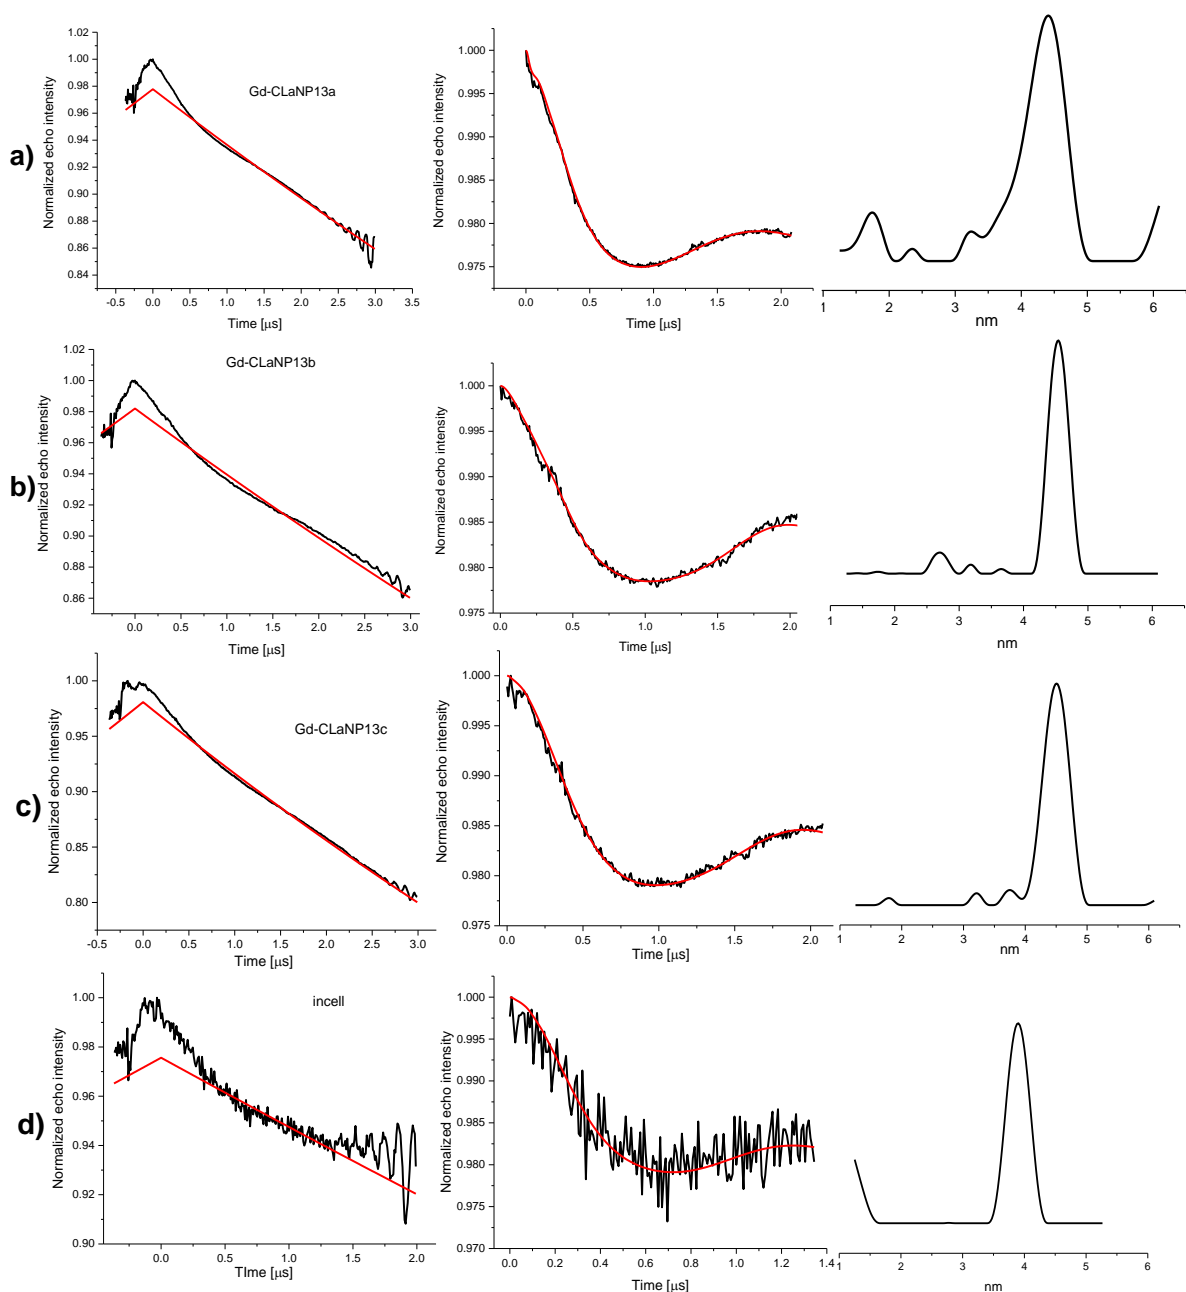 a)
Normalized echo intensity
1.02
1.00
0.98
0.96
0.94
0.92
0.90
0.88
0.86
0.84
Gd-CLaNP13a
-0.5 0.0 0.5 1.0 1.5 2.0 2.5 3.0 3.5
Time [μs]
Normalized echo intensity
1.000
0.995
0.990
0.985
0.980
0.975
0.0 0.5 1.0 1.5 2.0
Time [μs]
1 2 3 4 5 6
nm
b)
Normalized echo intensity
1.02
1.00
0.98
0.96
0.94
0.92
0.90
0.88
0.86
Gd-CLaNP13b
0.0 0.5 1.0 1.5 2.0 2.5 3.0
Time [μs]
Normalized echo intensity
1.000
0.995
0.990
0.985
0.980
0.975
0.0 0.5 1.0 1.5 2.0
Time [μs]
1 2 3 4 5 6
nm
c)
Normalized echo intensity
1.00
0.95
0.90
0.85
0.80
Gd-CLaNP13c
-0.5 0.0 0.5 1.0 1.5 2.0 2.5 3.0
Time [μs]
Normalized echo intensity
1.000
0.995
0.990
0.985
0.980
0.975
0.0 0.5 1.0 1.5 2.0
Time [μs]
1 2 3 4 5 6
nm
d)
Normalized echo intensity
1.00
0.98
0.96
0.94
0.92
0.90
incell
0.0 0.5 1.0 1.5 2.0
TIme [μs]
Normalized echo intensity
1.000
0.995
0.990
0.985
0.980
0.975
0.970
0.0 0.2 0.4 0.6 0.8 1.0 1.2 1.4
Time [μs]
1 2 3 4 5 6
nm